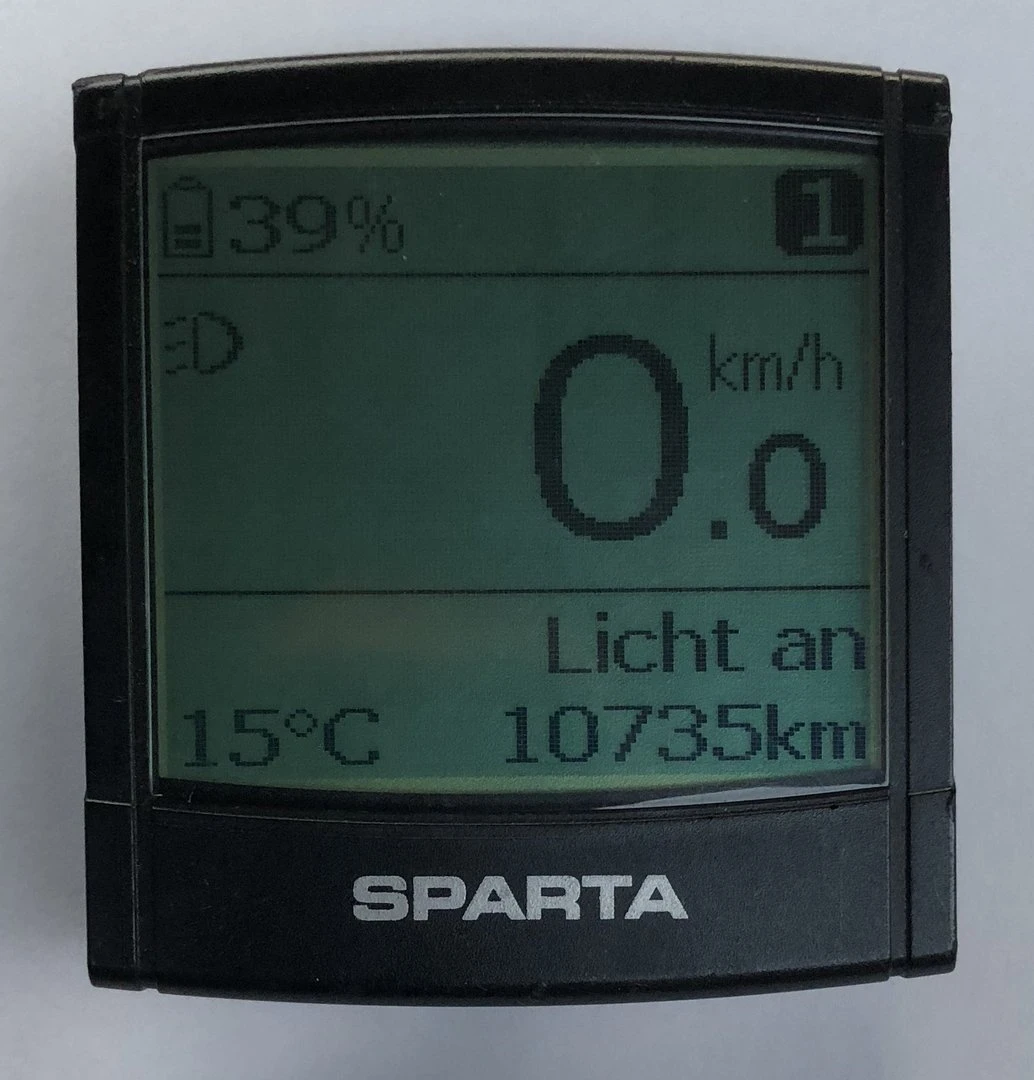 39% 1
km/h
0.0
Licht an
15°C 10735km
SPARTA